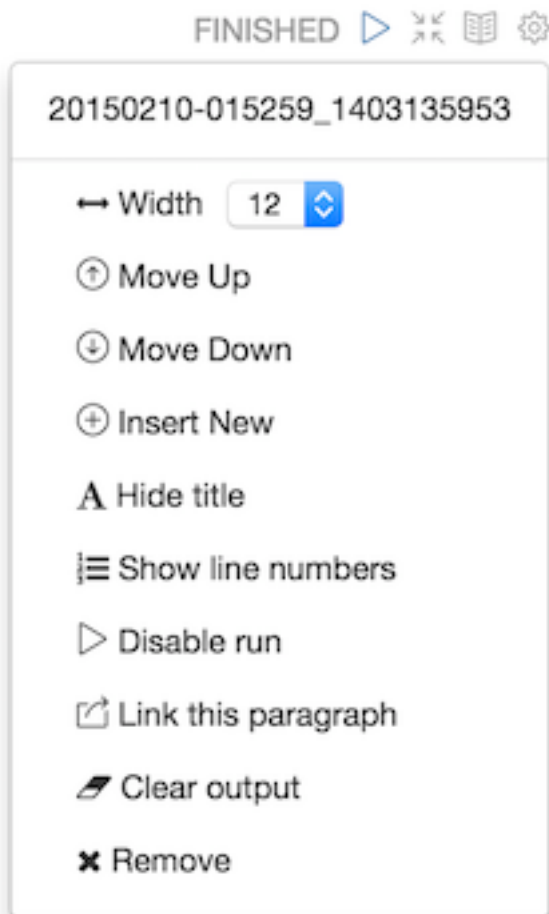 FINISHED
20150210-015259_1403135953
Width 12
Move Up
Move Down
Insert New
Hide title
Show line numbers
Disable run
Link this paragraph
Clear output
Remove